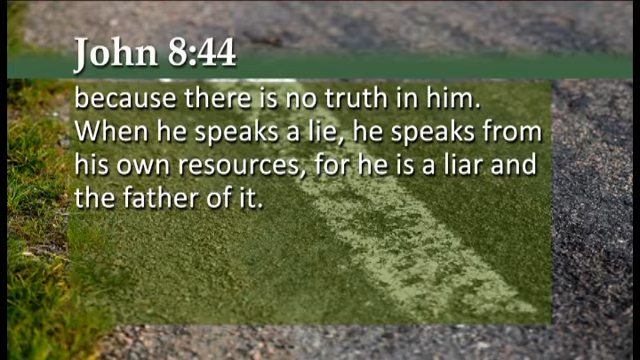 John 8:44
because there is no truth in him.
When he speaks a lie, he speaks from
his own resources, for he is a liar and
the father of it.